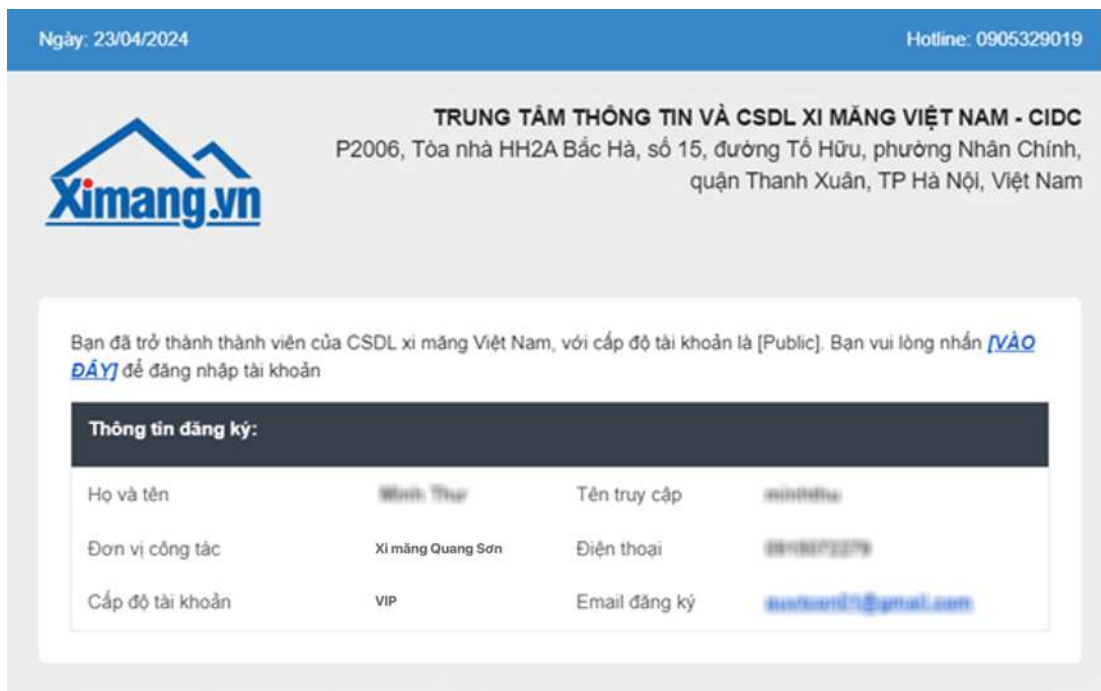 Ngày: 23/04/2024
Hotline: 0905329019
Ximang.vn
TRUNG TÂM THÔNG TIN VÀ CSDL XI MĂNG VIỆT NAM - CIDC
P2006, Tòa nhà HH2A Bắc Hà, số 15, đường Tố Hữu, phường Nhân Chính,
quận Thanh Xuân, TP Hà Nội, Việt Nam
Bạn đã trở thành thành viên của CSDL xi măng Việt Nam, với cấp độ tài khoản là [Public]. Bạn vui lòng nhấn [VÀO
ĐÂY] để đăng nhập tài khoản
Thông tin đăng ký:
Họ và tên
Tên truy cập
Đơn vị công tác Xi măng Quang Sơn Điện thoại
Cấp độ tài khoản VIP Email đăng ký